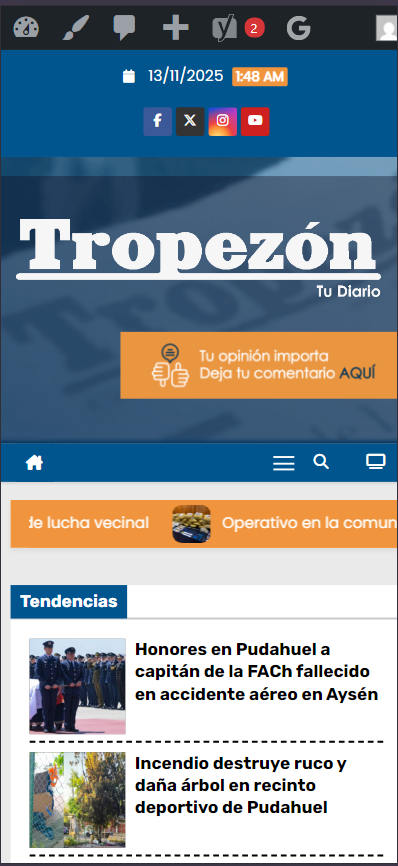 2
13/11/2025 1:48 AM
Tropezón
Tu Diario
Tu opinión importa
Deja tu comentario AQUÍ
de lucha vecinal Operativo en la comun
Tendencias
Honores en Pudahuel a
capitán de la FACh fallecido
en accidente aéreo en Aysén
Incendio destruye ruco y
daña árbol en recinto
deportivo de Pudahuel